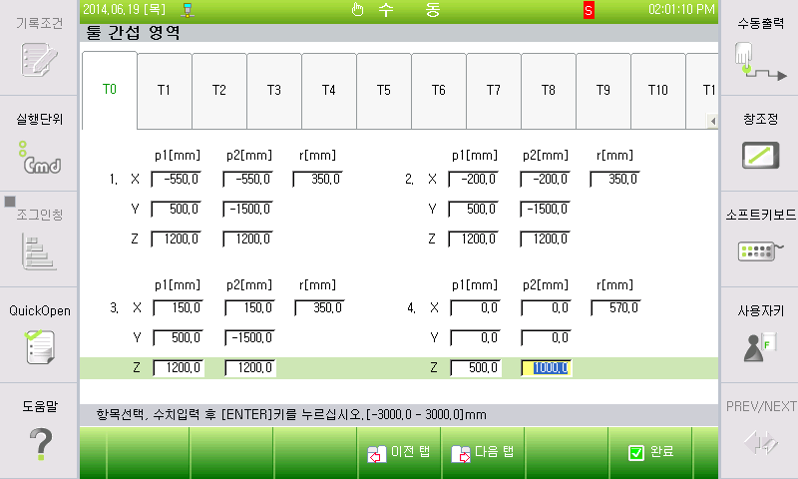 2014.06.19 [목] 수 동 S 02:01:10 PM
툴 간섭 영역
기록조건
실행단위
Cmd
조그인칭
QuickOpen
도움말
T0 T1 T2 T3 T4 T5 T6 T7 T8 T9 T10 T1
p1[mm] p2[mm] r[mm] p1[mm] p2[mm] r[mm]
1. X -550.0 -550.0 350.0 2. X -200.0 -200.0 350.0
Y 500.0 -1500.0 Y 500.0 -1500.0
Z 1200.0 1200.0 Z 1200.0 1200.0
p1[mm] p2[mm] r[mm] p1[mm] p2[mm] r[mm]
3. X 150.0 150.0 350.0 4. X 0.0 0.0 570.0
Y 500.0 -1500.0 Y 0.0 0.0
Z 1200.0 1200.0 Z 500.0 1000.0
항목선택, 수치입력 후 [ENTER]키를 누르십시오.[-3000.0 - 3000.0]mm
이전 탭 다음 탭 완료
수동출력
창조정
소프트키보드
사용자키
F
PREV/NEXT